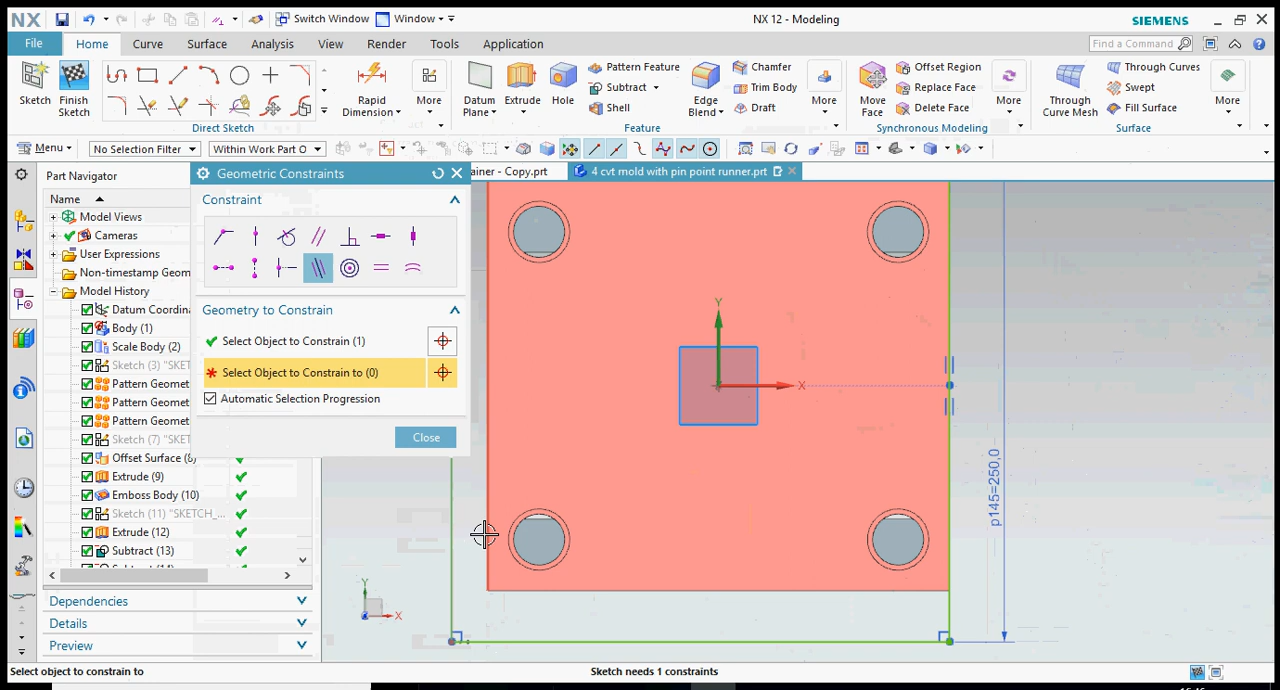 NX
Switch Window
Window
NX 12 - Modeling
SIEMENS
File
Home
Curve
Surface
Analysis
View
Render
Tools
Application
Find a Command
Sketch
Finish
Sketch
Rapid
Dimension
More
Direct Sketch
Datum
Plane
Extrude
Hole
Pattern Feature
Subtract
Shell
Edge
Blend
Chamfer
Trim Body
Draft
More
Feature
Move
Face
Offset Region
Replace Face
Delete Face
More
Synchronous Modeling
Through
Curve Mesh
Through Curves
Swept
Fill Surface
More
Surface
Menu
No Selection Filter
Within Work Part O
Part Navigator
Geometric Constraints
ainer - Copy.prt
4 cvt mold with pin point runner.prt
Name
Model Views
Cameras
User Expressions
Non-timestamp Geom
Model History
Datum Coordina
Body (1)
Scale Body (2)
Sketch (3) "SKET
Pattern Geomet
Pattern Geomet
Pattern Geomet
Sketch (7) "SKET
Offset Surface (8)
Extrude (9)
Emboss Body (10)
Sketch (11) "SKETCH_...
Extrude (12)
Subtract (13)
Dependencies
Details
Preview
Constraint
Geometry to Constrain
Select Object to Constrain (1)
Select Object to Constrain to (0)
Automatic Selection Progression
Close
Y
X
p145=250,0
Y
X
Select object to constrain to
Sketch needs 1 constraints